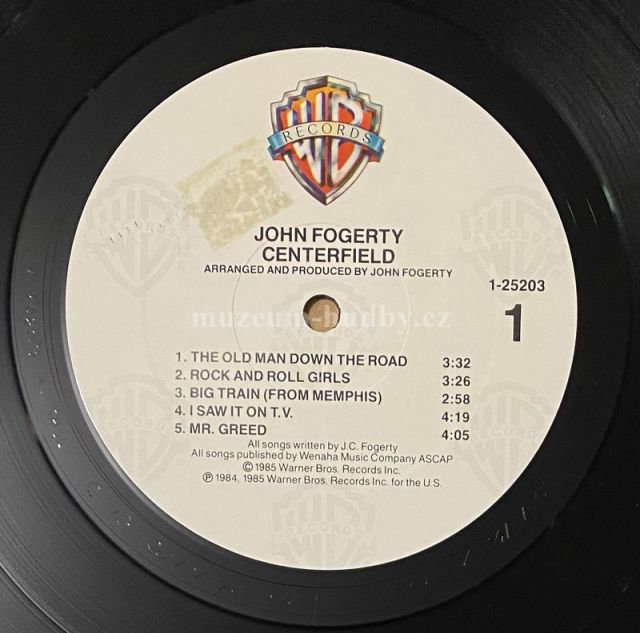 WB
RECORDS
JOHN FOGERTY
CENTERFIELD
ARRANGED AND PRODUCED BY JOHN FOGERTY
1-25203
1
muzeum-hudby.cz
1. THE OLD MAN DOWN THE ROAD 3:32
2. ROCK AND ROLL GIRLS 3:26
3. BIG TRAIN (FROM MEMPHIS) 2:58
4. I SAW IT ON T.V. 4:19
5. MR. GREED 4:05
All songs written by J.C. Fogerty
All songs published by Wenaha Music Company ASCAP
©1985 Warner Bros. Records Inc.
℗ 1984, 1985 Warner Bros. Records Inc. for the U.S.